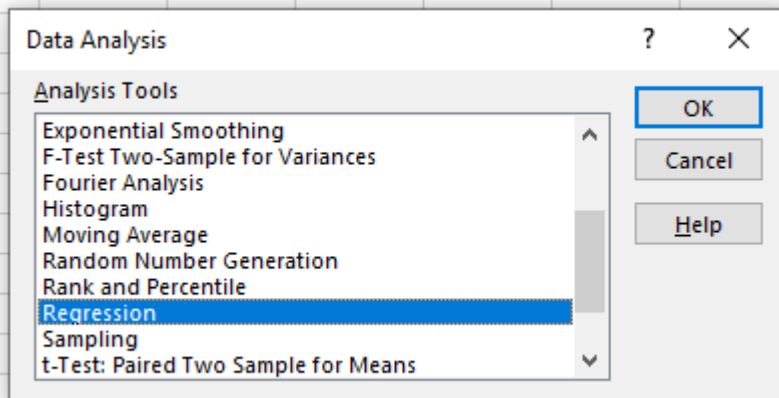 Data Analysis ? ×
Analysis Tools
Exponential Smoothing
F-Test Two-Sample for Variances
Fourier Analysis
Histogram
Moving Average
Random Number Generation
Rank and Percentile
Regression
Sampling
t-Test: Paired Two Sample for Means
OK
Cancel
Help